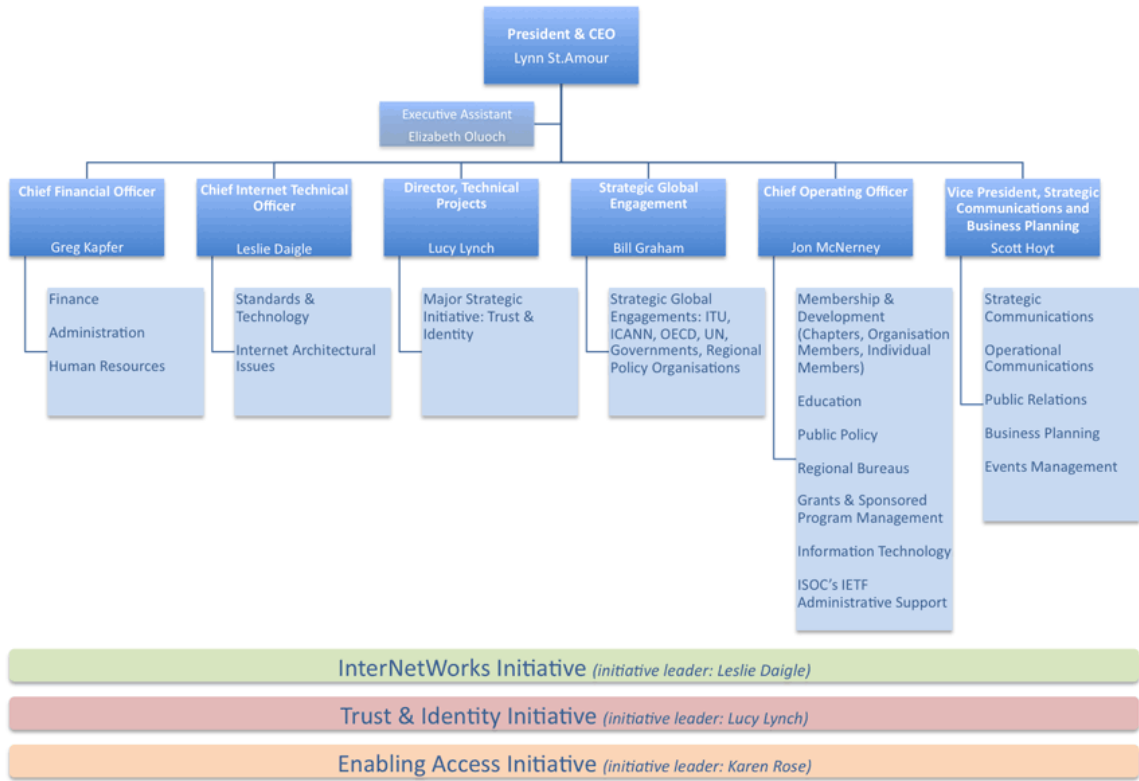 President & CEO
Lynn St.Amour
Executive Assistant
Elizabeth Oluoch
Chief Financial Officer
Greg Kapfer
Finance
Administration
Human Resources
Chief Internet Technical
Officer
Leslie Daigle
Standards &
Technology
Internet Architectural
Issues
Director, Technical
Projects
Lucy Lynch
Major Strategic
Initiative: Trust &
Identity
Strategic Global
Engagement
Bill Graham
Strategic Global
Engagements: ITU,
ICANN, OECD, UN,
Governments, Regional
Policy Organisations
Chief Operating Officer
Jon McNerney
Membership &
Development
(Chapters, Organisation
Members, Individual
Members)
Education
Public Policy
Regional Bureaus
Grants & Sponsored
Program Management
Information Technology
ISOC's IETF
Administrative Support
Vice President, Strategic
Communications and
Business Planning
Scott Hoyt
Strategic
Communications
Operational
Communications
Public Relations
Business Planning
Events Management
InterNetWorks Initiative (initiative leader: Leslie Daigle)
Trust & Identity Initiative (initiative leader: Lucy Lynch)
Enabling Access Initiative (initiative leader: Karen Rose)